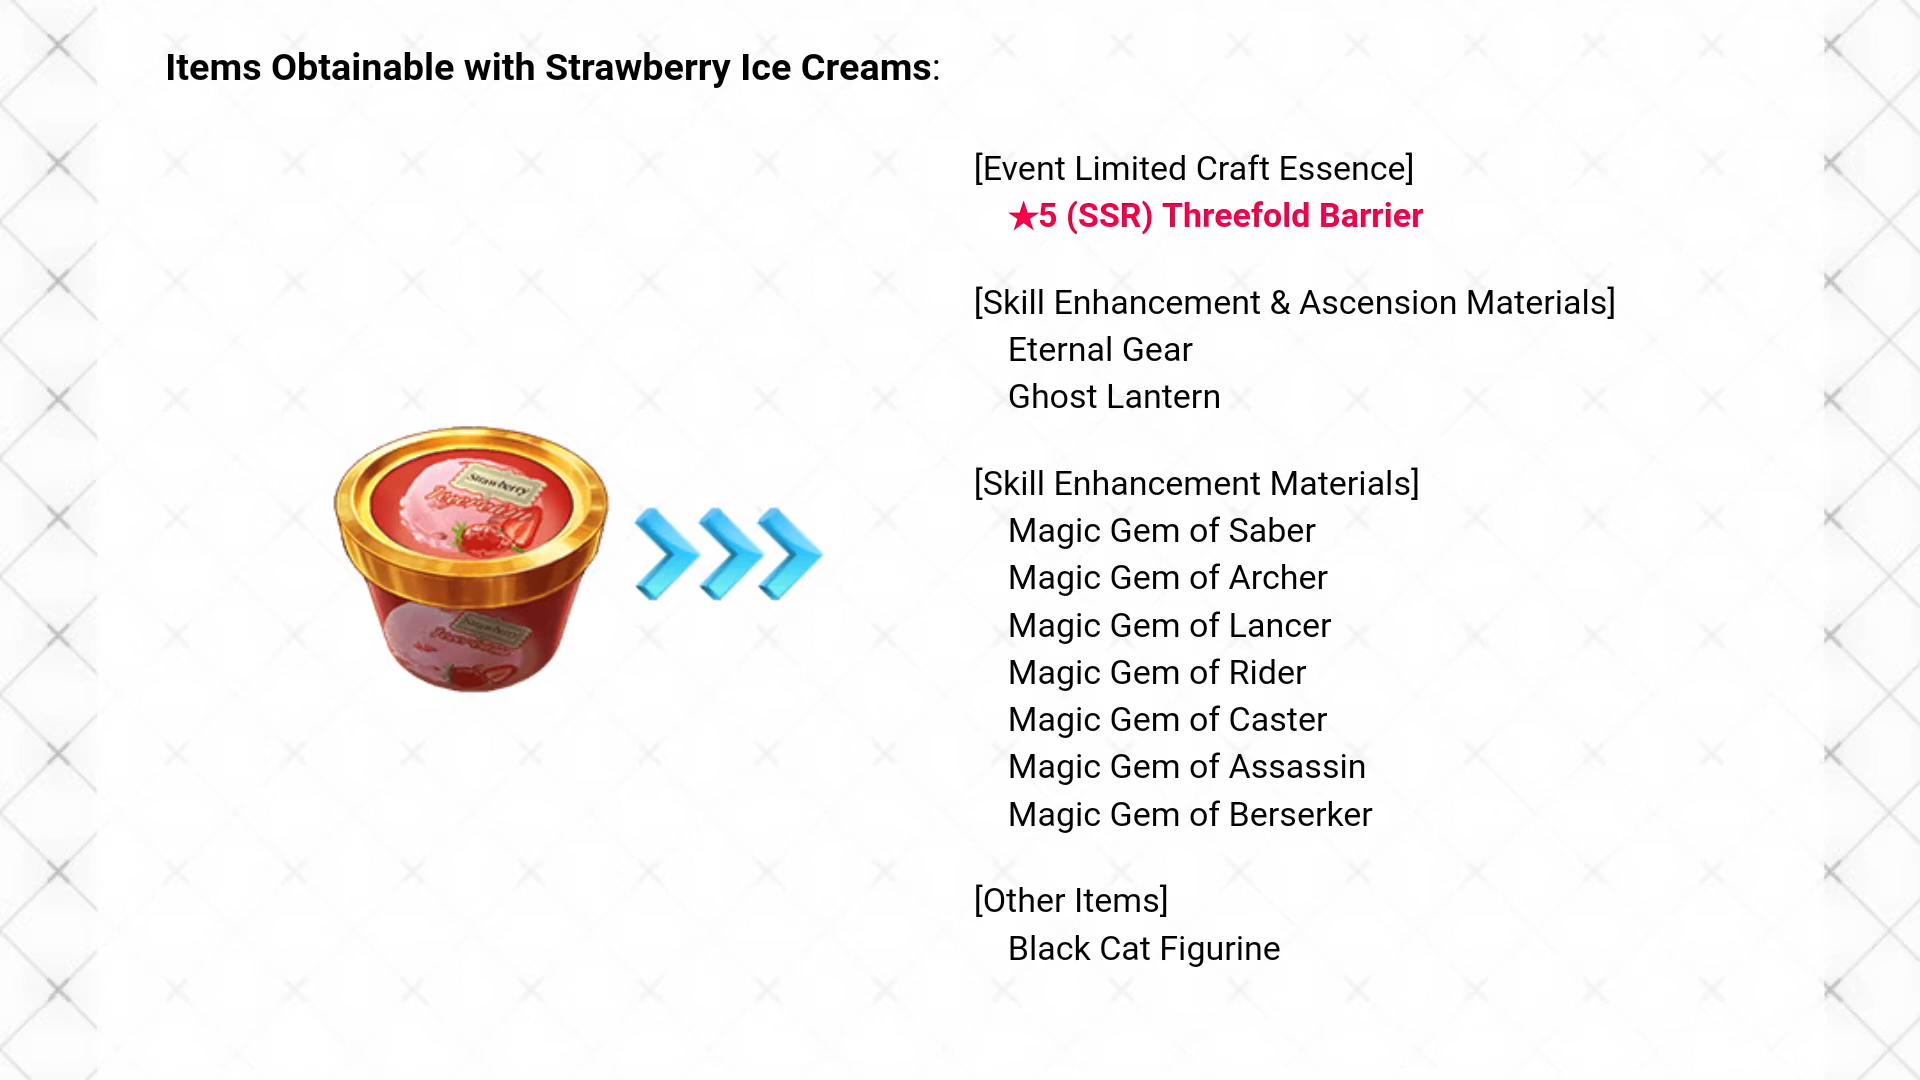 Items Obtainable with Strawberry Ice Creams:
[Event Limited Craft Essence]
★5 (SSR) Threefold Barrier
[Skill Enhancement & Ascension Materials]
Eternal Gear
Ghost Lantern
Strawberry
Icecream
Strawberry
[Skill Enhancement Materials]
Magic Gem of Saber
Magic Gem of Archer
Magic Gem of Lancer
Magic Gem of Rider
Magic Gem of Caster
Magic Gem of Assassin
Magic Gem of Berserker
[Other Items]
Black Cat Figurine